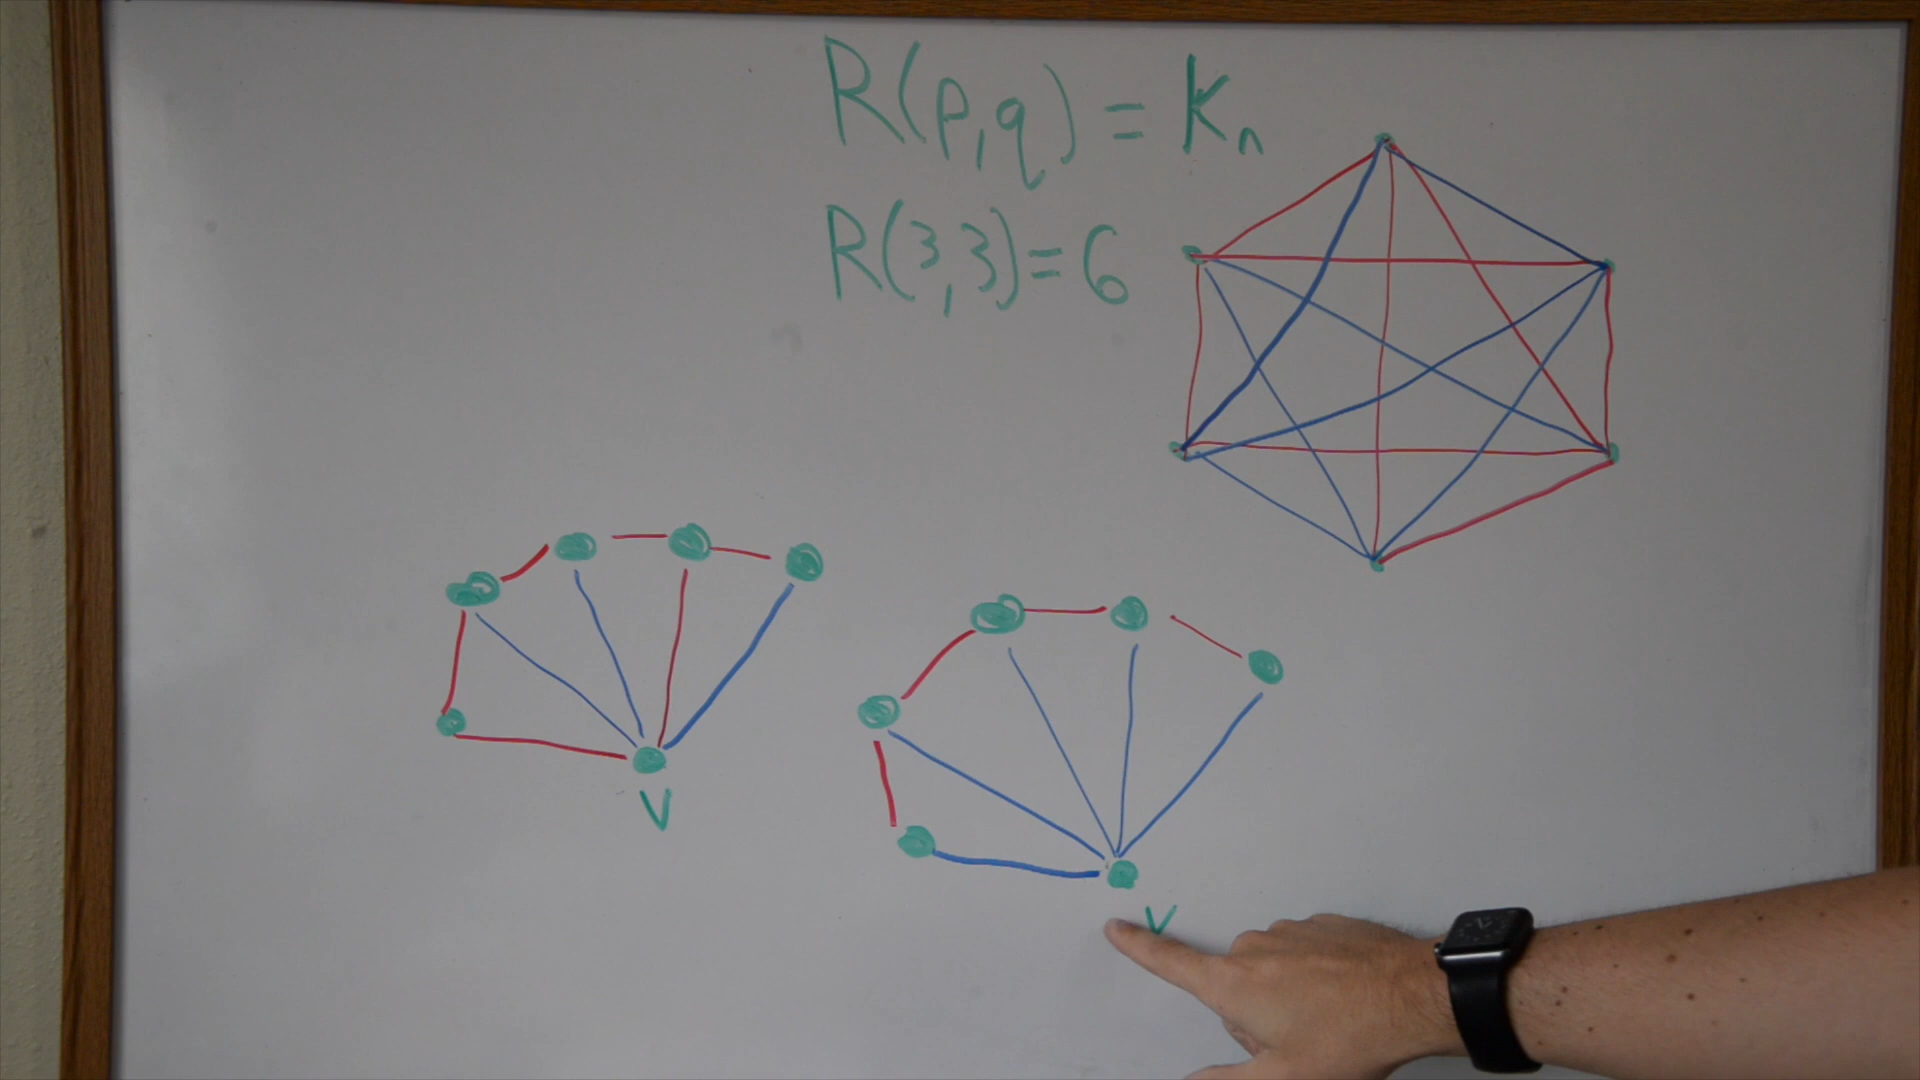 R(p,q) = Kn
R(3,3) = 6
V
V